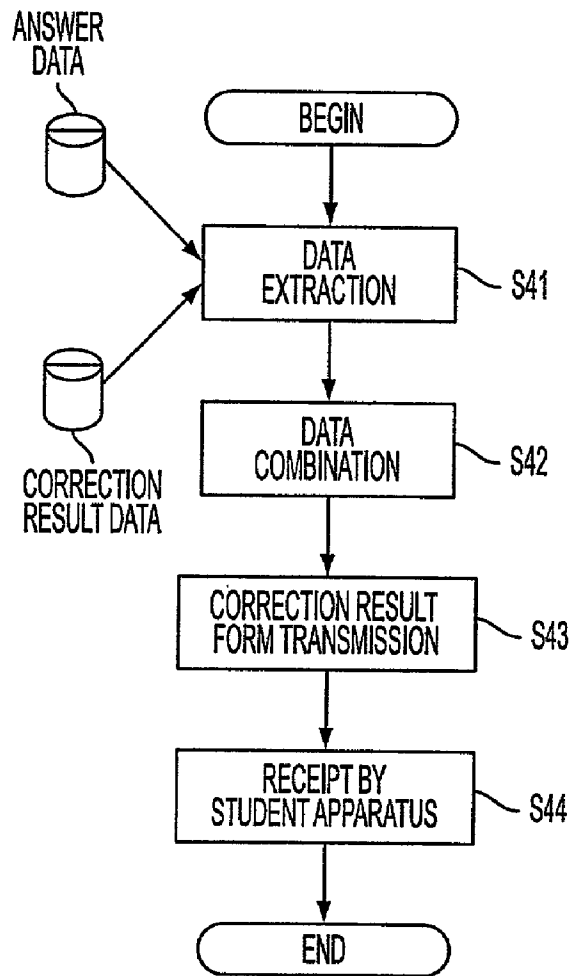 ANSWER
DATA
BEGIN
DATA
EXTRACTION
S41
DATA
COMBINATION
S42
CORRECTION
RESULT DATA
CORRECTION RESULT
FORM TRANSMISSION
S43
RECEIPT BY
STUDENT APPARATUS
S44
END